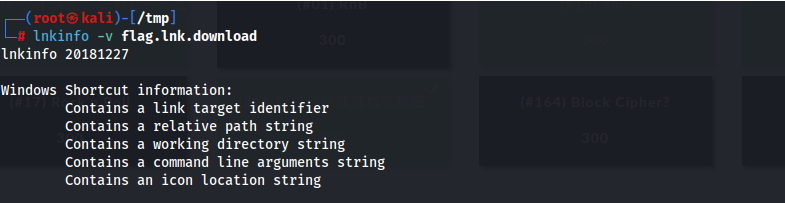 ┌──(root㉿kali)-[/tmp]
└─# lnkinfo -v flag.lnk.download
lnkinfo 20181227
Windows Shortcut information:
Contains a link target identifier
Contains a relative path string
Contains a working directory string
Contains a command line arguments string
Contains an icon location string
(#61) RnB
300
(#164) Block Cipher?
300